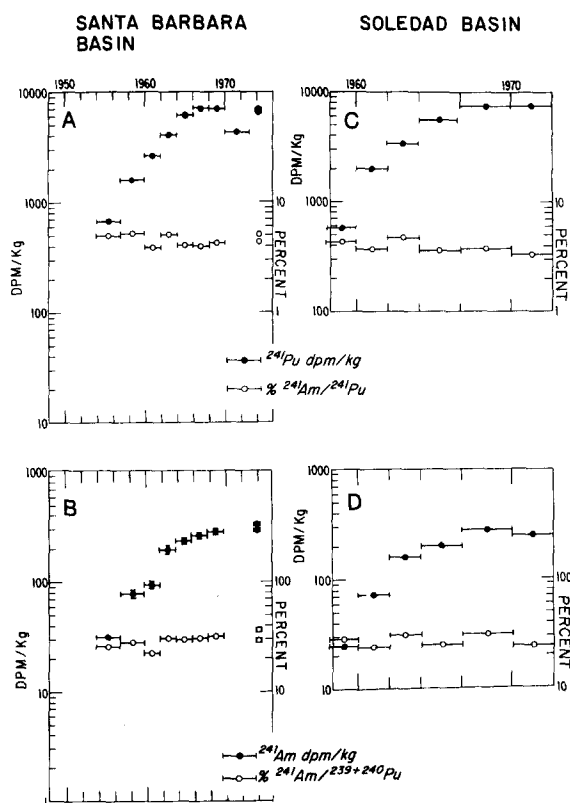 SANTA BARBARA BASIN
SOLEDAD BASIN
1950 1960 1970
1960 1970
A
10000
1000
100
10
DPM/Kg
10
1
PERCENT
C
10000
1000
100
DPM/Kg
10
1
PERCENT
241Pu dpm/kg
% 241Am/241Pu
B
1000
100
10
1
DPM/Kg
100
10
PERCENT
D
1000
100
10
DPM/Kg
100
10
PERCENT
241Am dpm/kg
% 241Am/239+240Pu